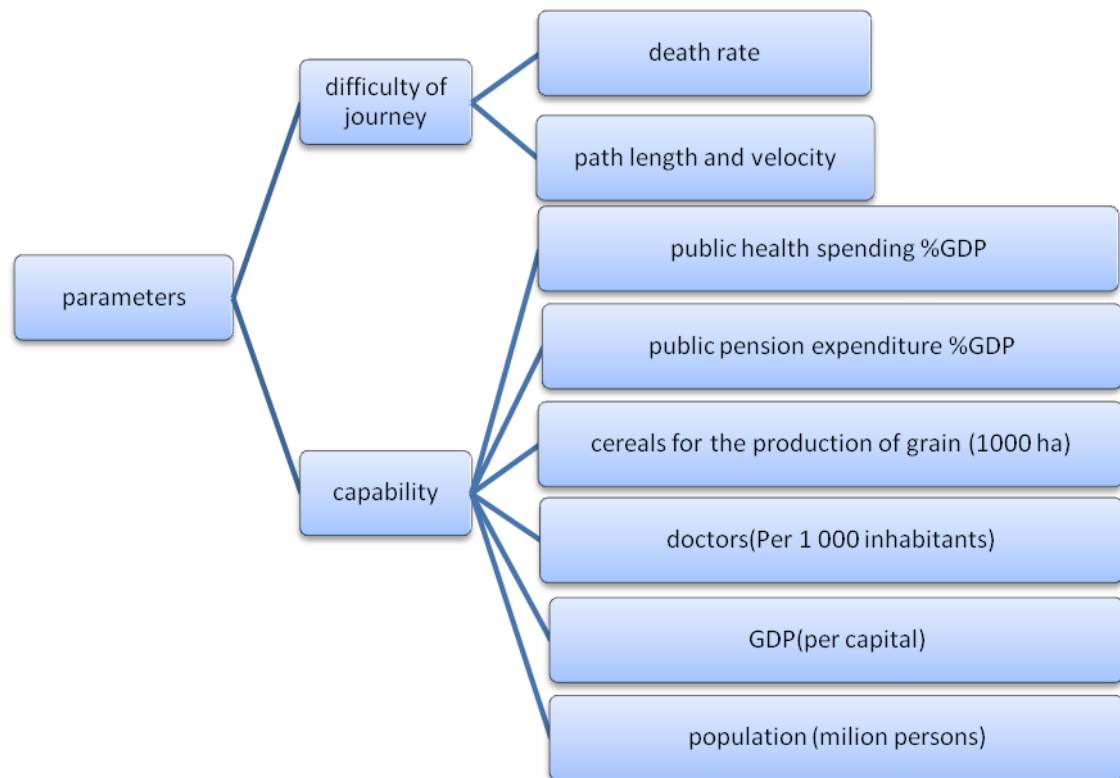 parameters
difficulty of
journey
death rate
path length and velocity
capability
public health spending %GDP
public pension expenditure %GDP
cereals for the production of grain (1000 ha)
doctors(Per 1 000 inhabitants)
GDP(per capital)
population (milion persons)